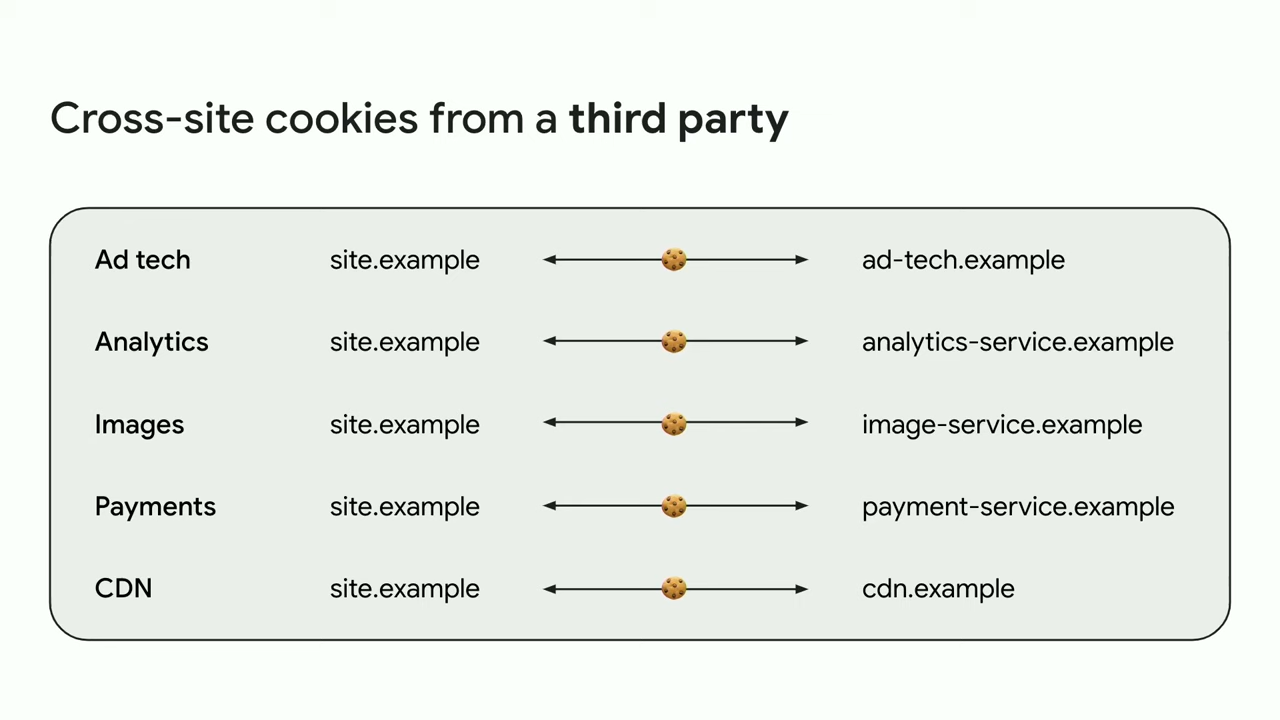 Cross-site cookies from a third party
Ad tech site.example ad-tech.example
Analytics site.example analytics-service.example
Images site.example image-service.example
Payments site.example payment-service.example
CDN site.example cdn.example